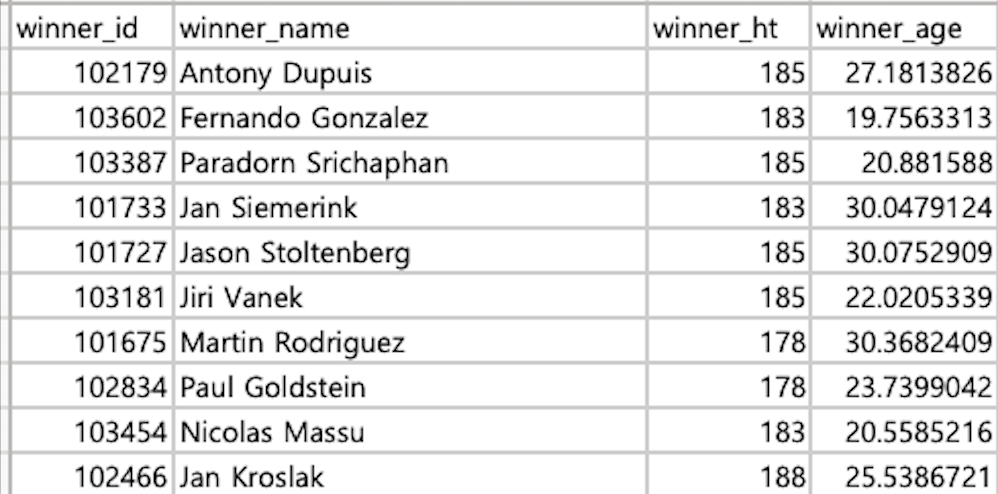 winner_id winner_name winner_ht winner_age
102179 Antony Dupuis 185 27.1813826
103602 Fernando Gonzalez 183 19.7563313
103387 Paradorn Srichaphan 185 20.881588
101733 Jan Siemerink 183 30.0479124
101727 Jason Stoltenberg 185 30.0752909
103181 Jiri Vanek 185 22.0205339
101675 Martin Rodriguez 178 30.3682409
102834 Paul Goldstein 178 23.7399042
103454 Nicolas Massu 183 20.5585216
102466 Jan Kroslak 188 25.5386721